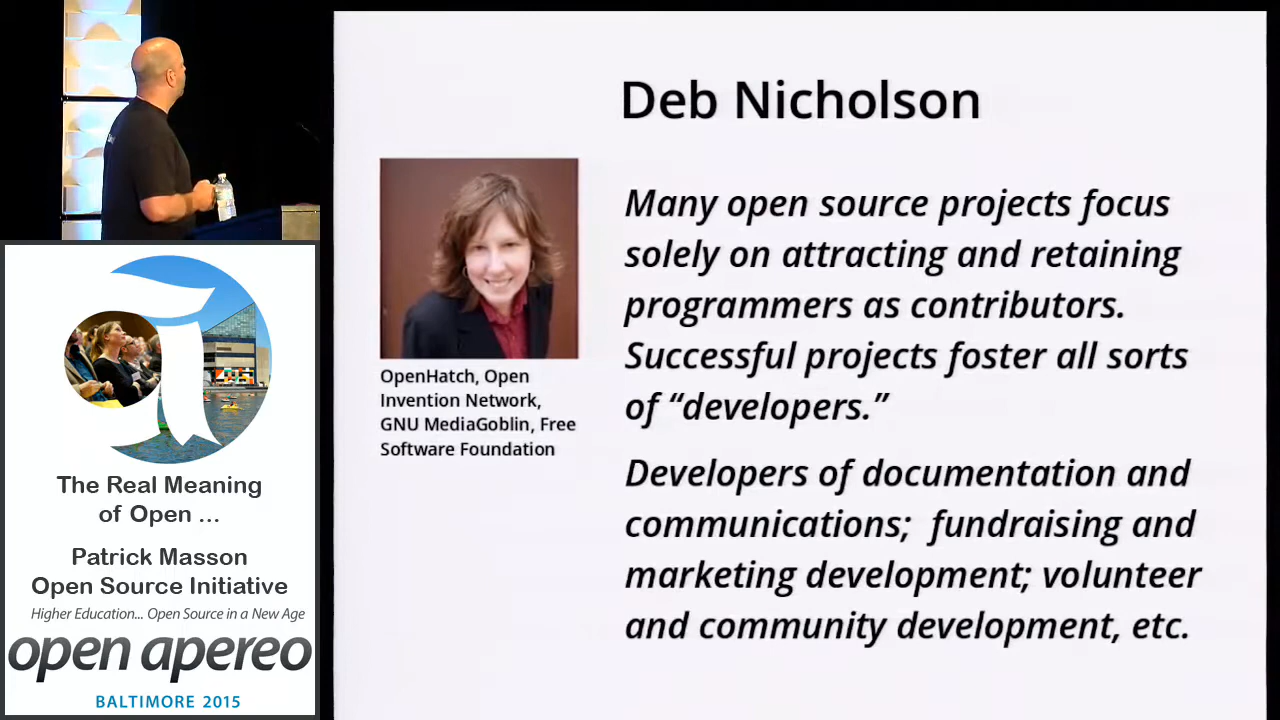 Deb Nicholson
Many open source projects focus
solely on attracting and retaining
programmers as contributors.
Successful projects foster all sorts
of “developers.”
Developers of documentation and
communications; fundraising and
marketing development; volunteer
and community development, etc.
OpenHatch, Open
Invention Network,
GNU MediaGoblin, Free
Software Foundation
The Real Meaning
of Open ...
Patrick Masson
Open Source Initiative
Higher Education... Open Source in a New Age
open apereo
BALTIMORE 2015